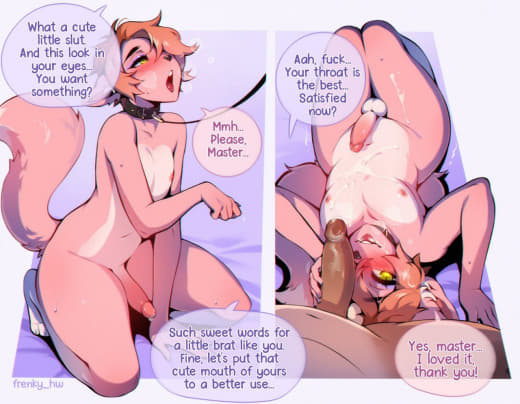 What a cute
little slut.
And this look in
your eyes...
You want
something?
Mmh...
Please,
Master...
Such sweet words for
a little brat like you.
Fine, let's put that
cute mouth of yours
to a better use...
Aah, fuck...
Your throat is
the best...
Satisfied
now?
Yes, master...
I loved it,
thank you!
frenky_hw